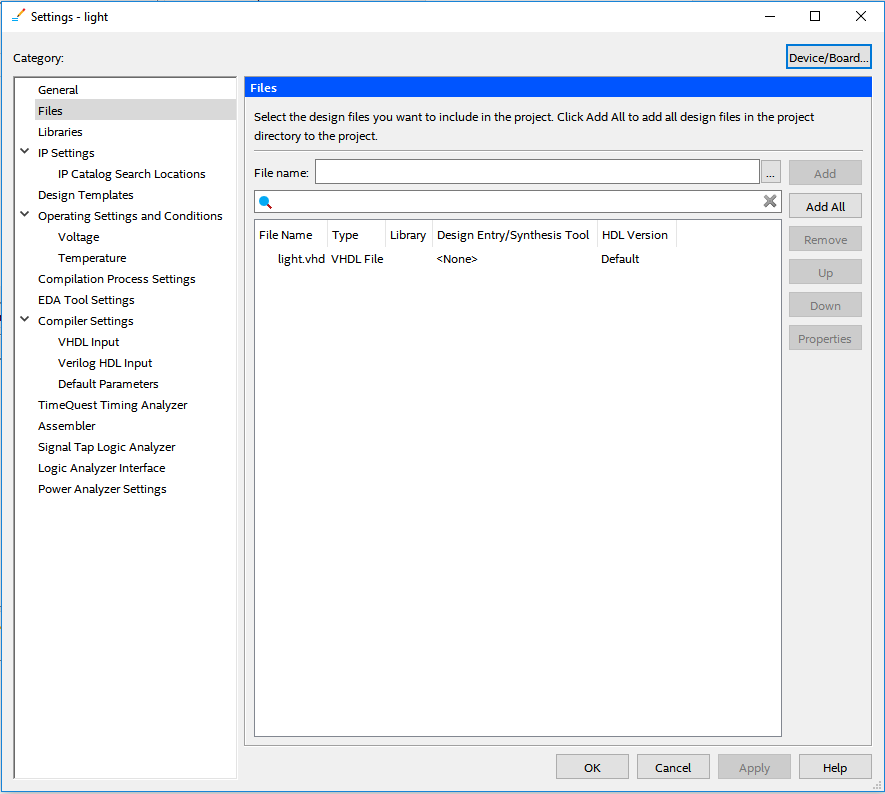 Settings - light
Category:
Device/Board...
General
Files
Libraries
IP Settings
IP Catalog Search Locations
Design Templates
Operating Settings and Conditions
Voltage
Temperature
Compilation Process Settings
EDA Tool Settings
Compiler Settings
VHDL Input
Verilog HDL Input
Default Parameters
TimeQuest Timing Analyzer
Assembler
Signal Tap Logic Analyzer
Logic Analyzer Interface
Power Analyzer Settings
Files
Select the design files you want to include in the project. Click Add All to add all design files in the project
directory to the project.
File name: ... Add
Add All
File Name Type Library Design Entry/Synthesis Tool HDL Version
light.vhd VHDL File <None> Default
Remove
Up
Down
Properties
OK Cancel Apply Help